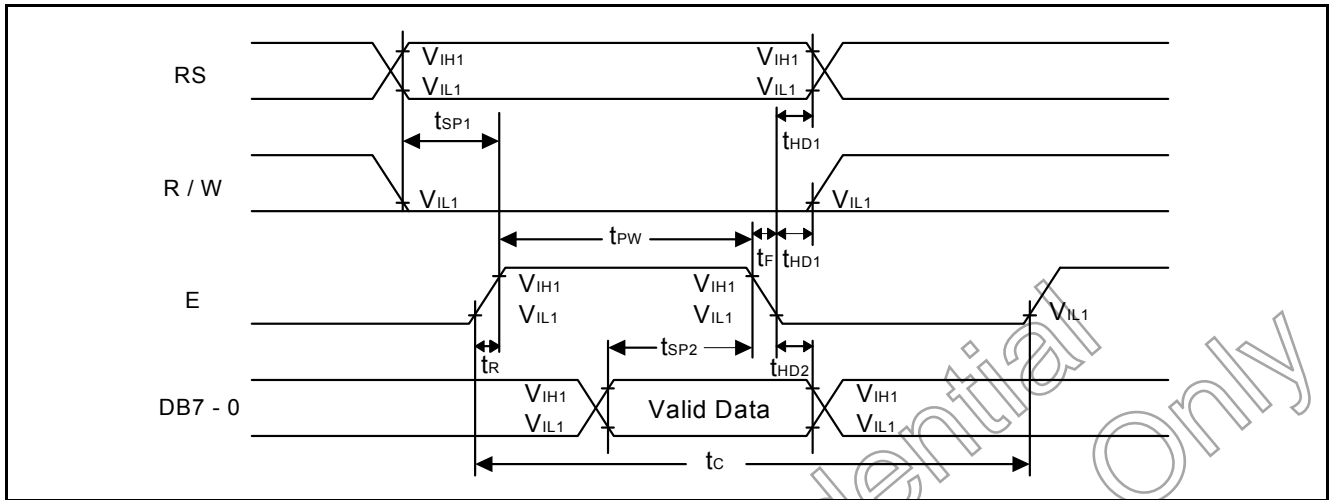 RS
VIH1 VIH1
VIL1 VIL1
tSP1
tHD1
R / W
VIL1 VIL1
tPW
tF tHD1
E
VIH1 VIH1
VIL1 VIL1 VIL1
tR
tSP2
tHD2
DB7 - 0
VIH1 Valid Data VIH1
VIL1 VIL1
tC
Only